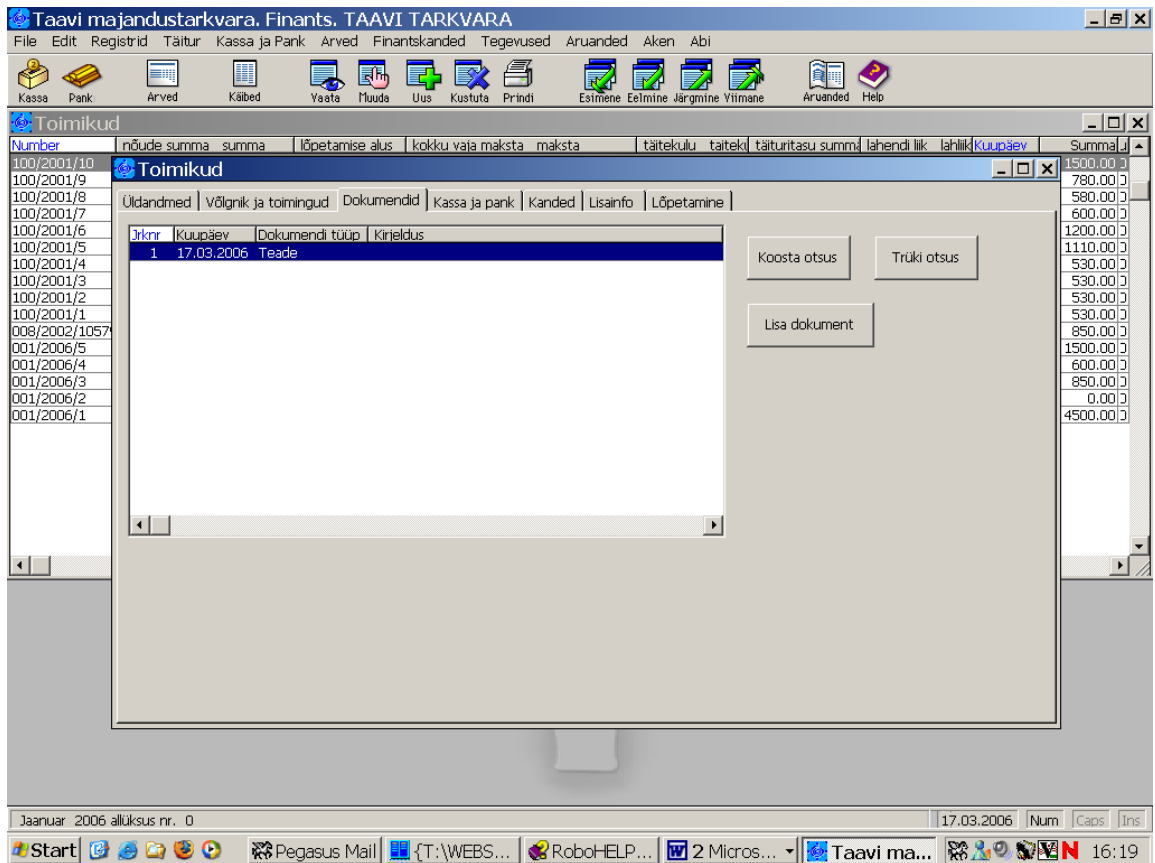 Taavi majandustarkvara. Finants. TAAVI TARKVARA
File Edit Registrid Täitur Kassa ja Pank Arved Finantskanded Tegevused Aruanded Aken Abi
Kassa Pank Arved Käibed Vaata Muuda Uus Kustuta Prindi Esimene Eelmine Järgmine Viimane Aruanded Help
Toimikud
Number nõude summa summa lõpetamise alus kokku vaja maksta maksta täitekulu taitekı täituritasu summa lahendi liik lahliik Kuupäev Summa
100/2001/10 1500.00
100/2001/9 780.00
100/2001/8 580.00
100/2001/7 600.00
100/2001/6 1200.00
100/2001/5 1110.00
100/2001/4 530.00
100/2001/3 530.00
100/2001/2 530.00
100/2001/1 530.00
008/2002/1057 850.00
001/2006/5 1500.00
001/2006/4 600.00
001/2006/3 850.00
001/2006/2 0.00
001/2006/1 4500.00
Toimikud
Üldandmed Võlgnik ja toimingud Dokumendid Kassa ja pank Kanded Lisainfo Lõpetamine
Jrknr Kuupäev Dokumendi tüüp Kirjeldus
1 17.03.2006 Teade
Koosta otsus Trüki otsus
Lisa dokument
Jaanuar 2006 allüksus nr. 0 17.03.2006 Num Caps Ins
Start Pegasus Mail {T:\WEBS... RoboHELP... 2 Micros... Taavi ma... 16:19